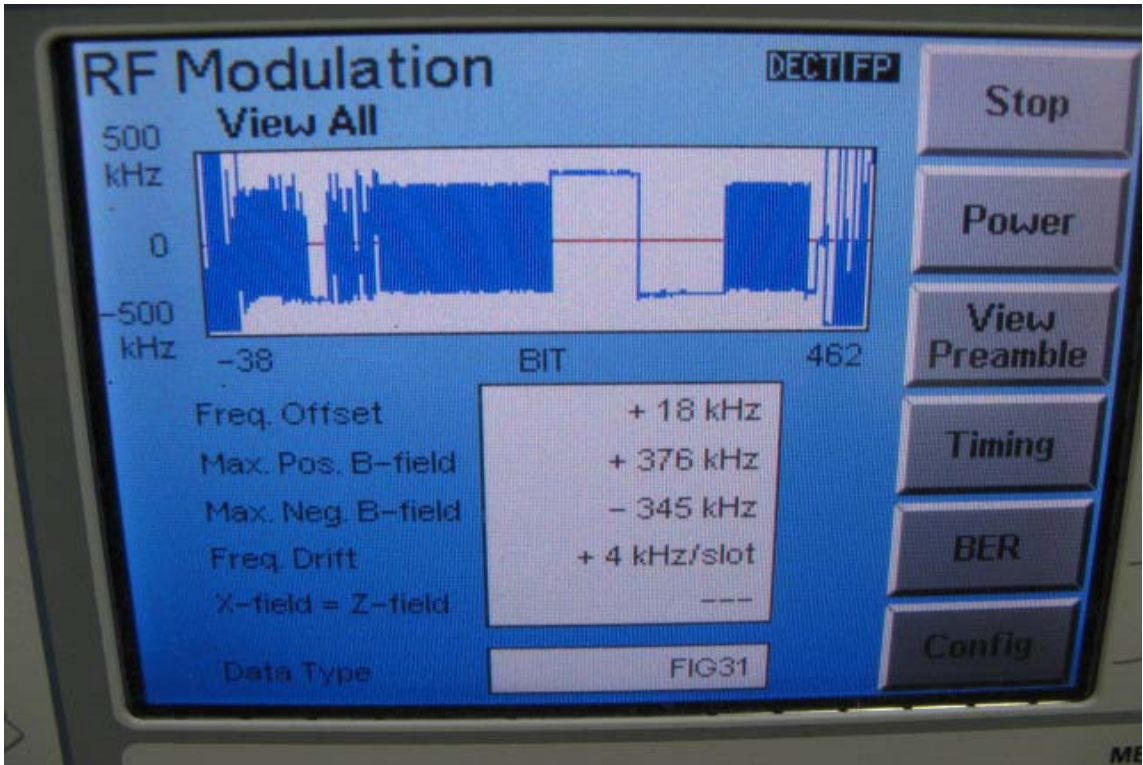 RF Modulation
DECT FP
View All
500
kHz
0
-500
kHz
-38
BIT
462
Freq. Offset
+ 18 kHz
Max. Pos. B-field
+ 376 kHz
Max. Neg. B-field
- 345 kHz
Freq. Drift
+ 4 kHz/slot
X-field = Z-field
---
Data Type
FIG31
Stop
Power
View
Preamble
Timing
BER
Config